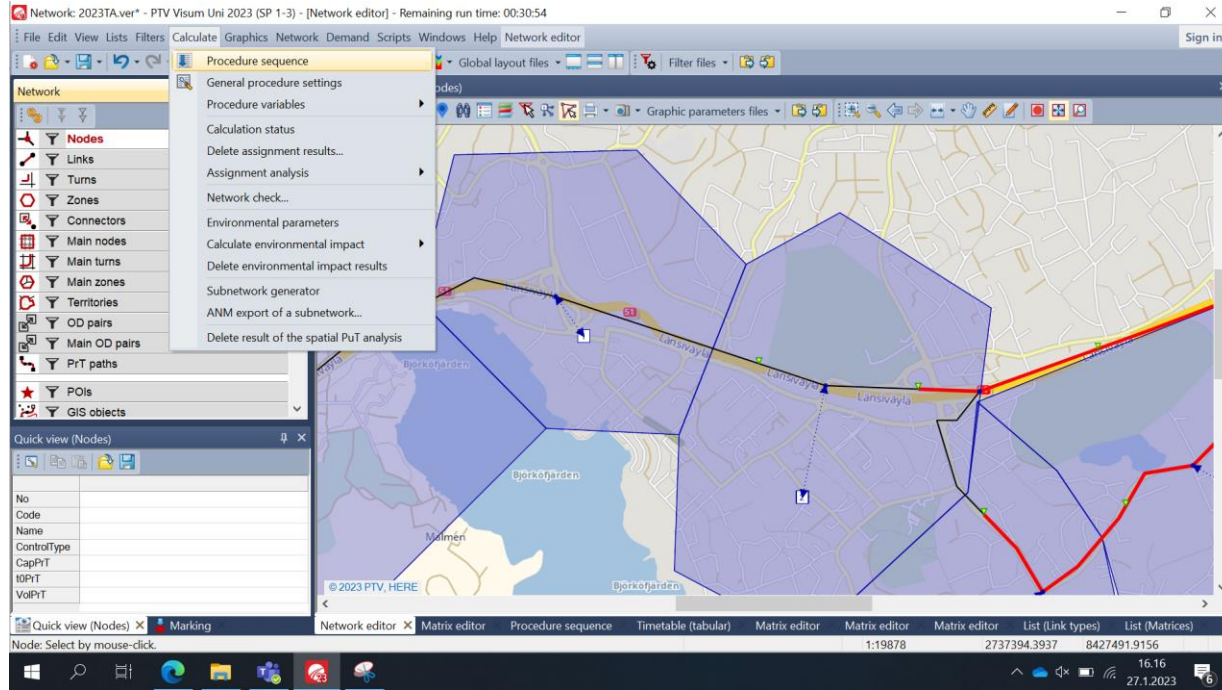 Network: 2023TA.ver* - PTV Visum Uni 2023 (SP 1-3) - [Network editor] - Remaining run time: 00:30:54
File Edit View Lists Filters Calculate Graphics Network Demand Scripts Windows Help Network editor
Sign in
Global layout files
Filter files
Procedure sequence
General procedure settings
Procedure variables
Calculation status
Delete assignment results...
Assignment analysis
Network check...
Environmental parameters
Calculate environmental impact
Delete environmental impact results
Subnetwork generator
ANM export of a subnetwork...
Delete result of the spatial PuT analysis
Network
Nodes
Links
Turns
Zones
Connectors
Main nodes
Main turns
Main zones
Territories
OD pairs
Main OD pairs
PrT paths
POIs
GIS objects
Graphic parameters files
Quick view (Nodes)
No
Code
Name
ControlType
CapPrT
t0PrT
VolPrT
Länsiväylä
51
Länsiväylä
Länsiväylä
Länsiväylä
Länsiväylä
Björköfjärden
Björköfjärden
Björköfjärden
Malmen
1
2
© 2023 PTV, HERE
Quick view (Nodes) Marking
Network editor Matrix editor Procedure sequence Timetable (tabular) Matrix editor Matrix editor Matrix editor List (Link types) List (Matrices)
Node: Select by mouse-click.
1:19878
2737394.3937
8427491.9156
16.16
27.1.2023
6